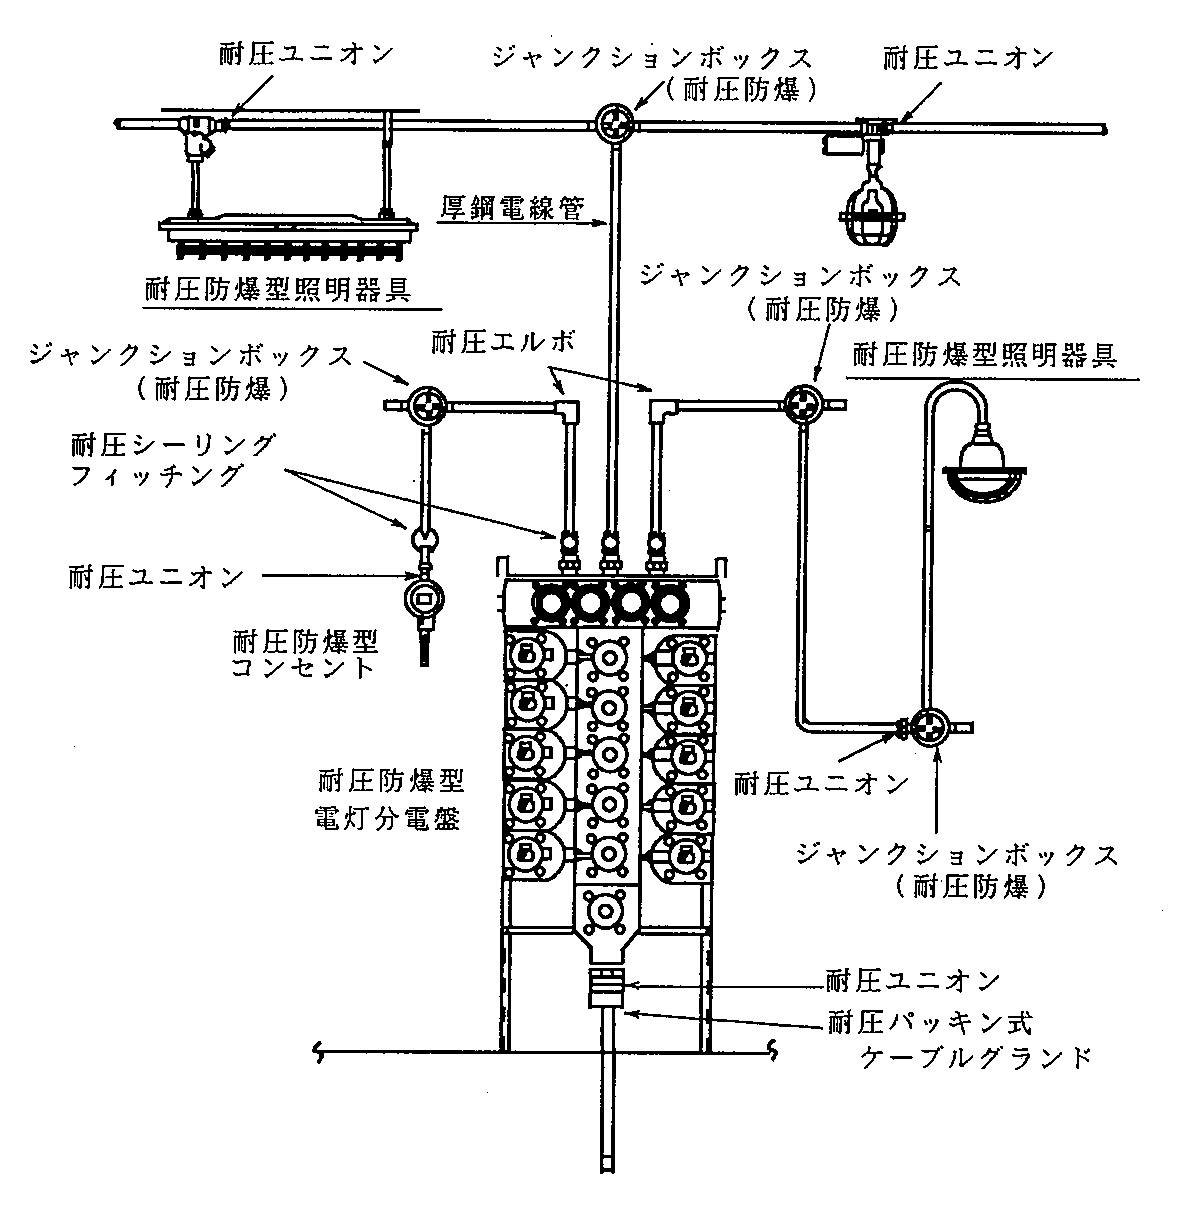 耐圧ユニオン
ジャンクションボックス
(耐圧防爆)
耐圧ユニオン
厚鋼電線管
耐圧防爆型照明器具
ジャンクションボックス
(耐圧防爆)
耐圧エルボ
ジャンクションボックス
(耐圧防爆)
耐圧防爆型照明器具
耐圧シーリング
フィッチング
耐圧ユニオン
耐圧防爆型
コンセント
耐圧防爆型
電灯分電盤
耐圧ユニオン
ジャンクションボックス
(耐圧防爆)
耐圧ユニオン
耐圧パッキン式
ケーブルグランド